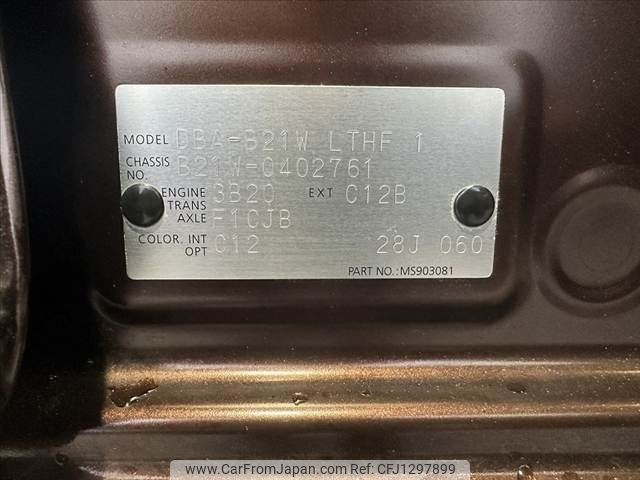 MODEL DBA-B21W LTHF 1
CHASSIS NO. B21W-0402761
ENGINE 3B20 EXT C12B
TRANS AXLE F1CJB
COLOR, INT C12 28J 060
OPT
PART NO.:MS903081
www.CarFromJapan.com | CFJ1297899